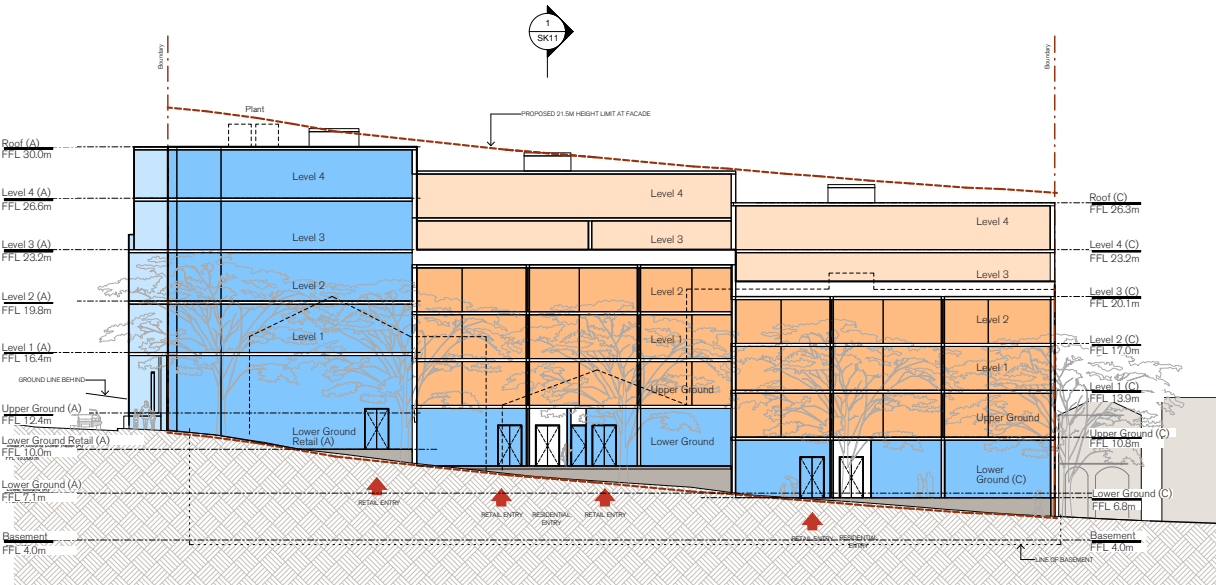 1
SK11
Boundary
Boundary
Plant
PROPOSED 21.5M HEIGHT LIMIT AT FACADE
Roof (A)
FFL 30.0m
Level 4 (A)
FFL 26.6m
Level 3 (A)
FFL 23.2m
Level 2 (A)
FFL 19.8m
Level 1 (A)
FFL 16.4m
GROUND LINE BEHIND
Upper Ground (A)
FFL 12.4m
Lower Ground Retail (A)
FFL 10.0m
Lower Ground (A)
FFL 7.1m
Basement
FFL 4.0m
Level 4
Level 3
Level 2
Level 1
Lower Ground
Retail (A)
Level 4
Level 3
Level 2
Level 1
Upper Ground
Lower Ground
Level 4
Level 3
Level 2
Level 1
Upper Ground
Lower
Ground (C)
Roof (C)
FFL 26.3m
Level 4 (C)
FFL 23.2m
Level 3 (C)
FFL 20.1m
Level 2 (C)
FFL 17.0m
Level 1 (C)
FFL 13.9m
Upper Ground (C)
FFL 10.8m
Lower Ground (C)
FFL 6.8m
Basement
FFL 4.0m
RETAIL ENTRY
RETAIL ENTRY
RESIDENTIAL
ENTRY
RETAIL ENTRY
RETAIL ENTRY
RESIDENTIAL
ENTRY
LINE OF BASEMENT